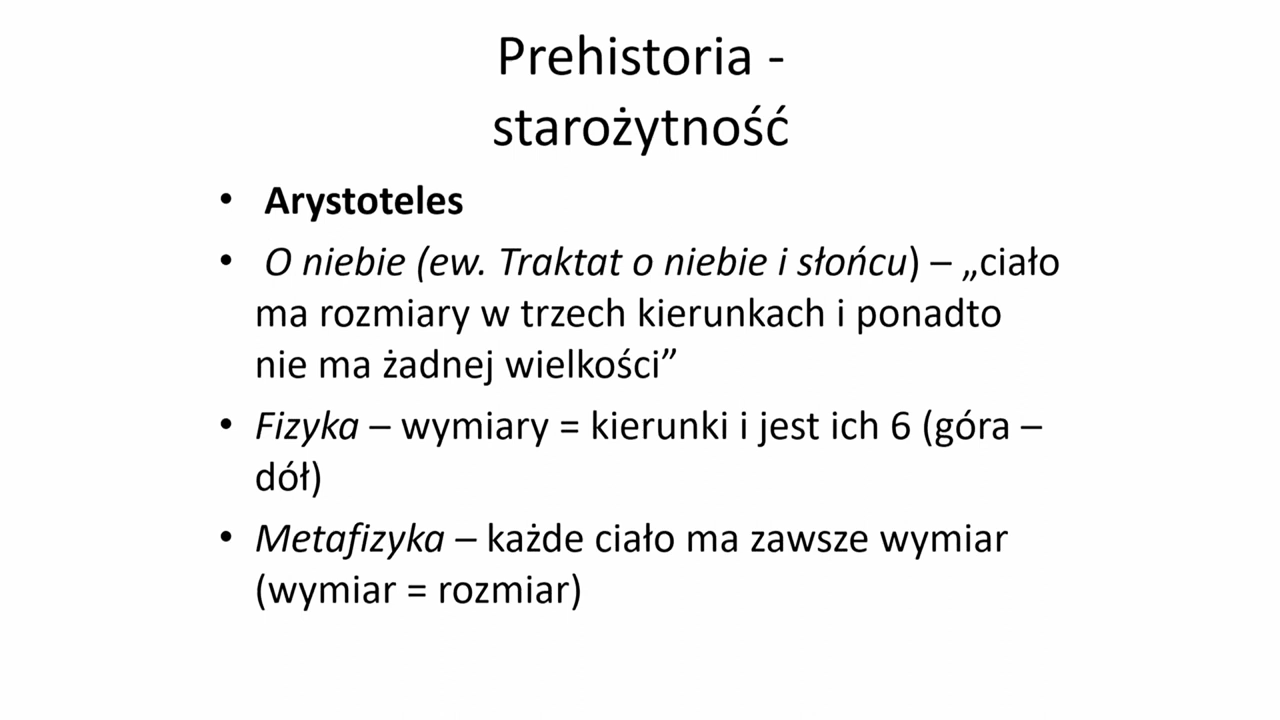 Prehistoria -
starożytność
• Arystoteles
• O niebie (ew. Traktat o niebie i słońcu) – „ciało
ma rozmiary w trzech kierunkach i ponadto
nie ma żadnej wielkości”
• Fizyka – wymiary = kierunki i jest ich 6 (góra –
dół)
• Metafizyka – każde ciało ma zawsze wymiar
(wymiar = rozmiar)